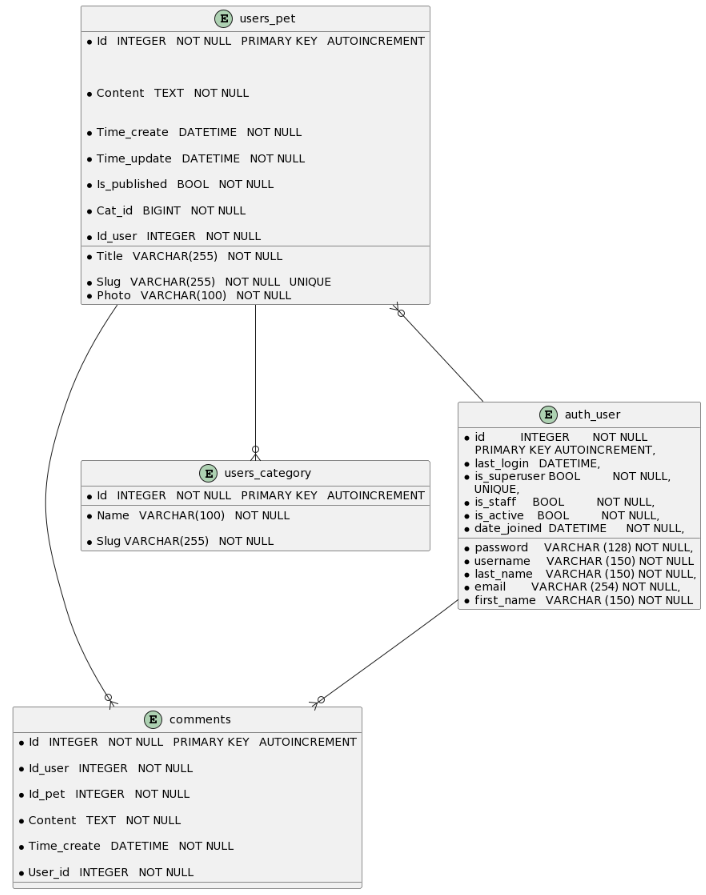 E users_pet
Id INTEGER NOT NULL PRIMARY KEY AUTOINCREMENT
Content TEXT NOT NULL
Time_create DATETIME NOT NULL
Time_update DATETIME NOT NULL
Is_published BOOL NOT NULL
Cat_id BIGINT NOT NULL
Id_user INTEGER NOT NULL
Title VARCHAR(255) NOT NULL
Slug VARCHAR(255) NOT NULL UNIQUE
Photo VARCHAR(100) NOT NULL
E auth_user
id INTEGER NOT NULL
PRIMARY KEY AUTOINCREMENT,
last_login DATETIME,
is_superuser BOOL NOT NULL,
UNIQUE,
is_staff BOOL NOT NULL,
is_active BOOL NOT NULL,
date_joined DATETIME NOT NULL,
password VARCHAR (128) NOT NULL,
username VARCHAR (150) NOT NULL
last_name VARCHAR (150) NOT NULL,
email VARCHAR (254) NOT NULL,
first_name VARCHAR (150) NOT NULL
E users_category
Id INTEGER NOT NULL PRIMARY KEY AUTOINCREMENT
Name VARCHAR(100) NOT NULL
Slug VARCHAR(255) NOT NULL
E comments
Id INTEGER NOT NULL PRIMARY KEY AUTOINCREMENT
Id_user INTEGER NOT NULL
Id_pet INTEGER NOT NULL
Content TEXT NOT NULL
Time_create DATETIME NOT NULL
User_id INTEGER NOT NULL